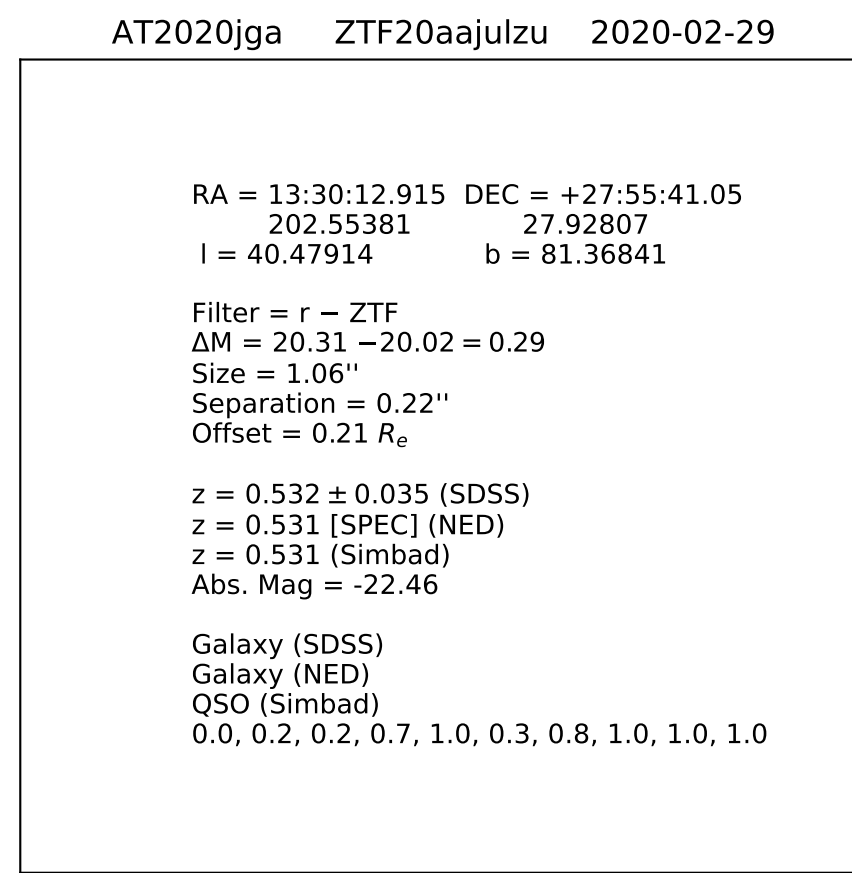 AT2020jga ZTF20aajulzu 2020-02-29
RA = 13:30:12.915 DEC = +27:55:41.05
202.55381 27.92807
l = 40.47914 b = 81.36841
Filter = r − ZTF
ΔM = 20.31 −20.02 = 0.29
Size = 1.06''
Separation = 0.22''
Offset = 0.21 Re
z = 0.532 ± 0.035 (SDSS)
z = 0.531 [SPEC] (NED)
z = 0.531 (Simbad)
Abs. Mag = -22.46
Galaxy (SDSS)
Galaxy (NED)
QSO (Simbad)
0.0, 0.2, 0.2, 0.7, 1.0, 0.3, 0.8, 1.0, 1.0, 1.0